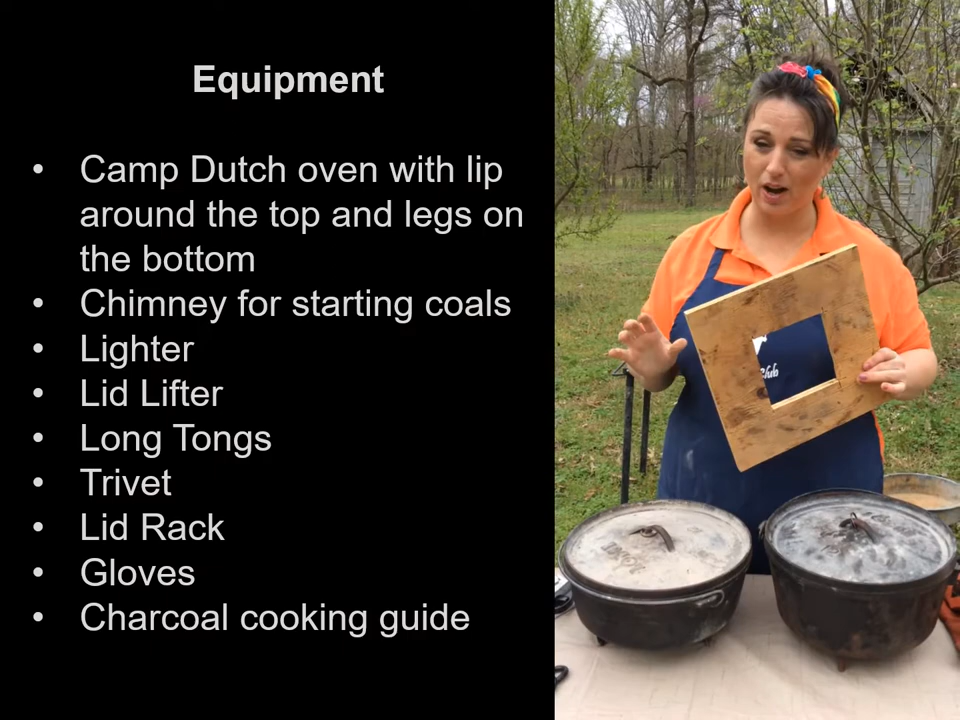 Equipment
• Camp Dutch oven with lip
around the top and legs on
the bottom
• Chimney for starting coals
• Lighter
• Lid Lifter
• Long Tongs
• Trivet
• Lid Rack
• Gloves
• Charcoal cooking guide
Club